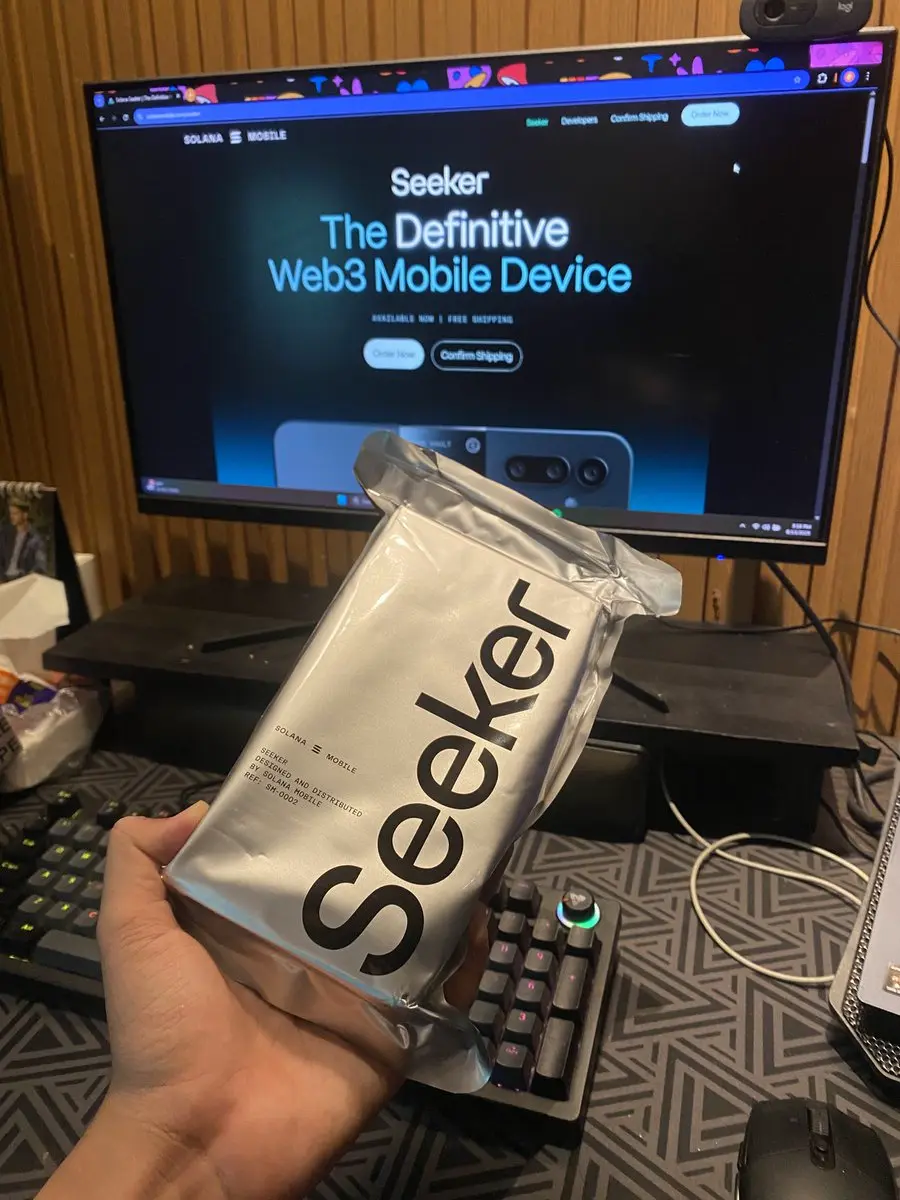 logi
SOLANA MOBILE
Seeker
Developers
Confirm Shipping
Order Now
Seeker
The Definitive
Web3 Mobile Device
AVAILABLE NOW | FREE SHIPPING
Order Now
Confirm Shipping
Seeker
SOLANA MOBILE
SEEKER
DESIGNED AND DISTRIBUTED
BY SOLANA MOBILE
REF: SM-0002